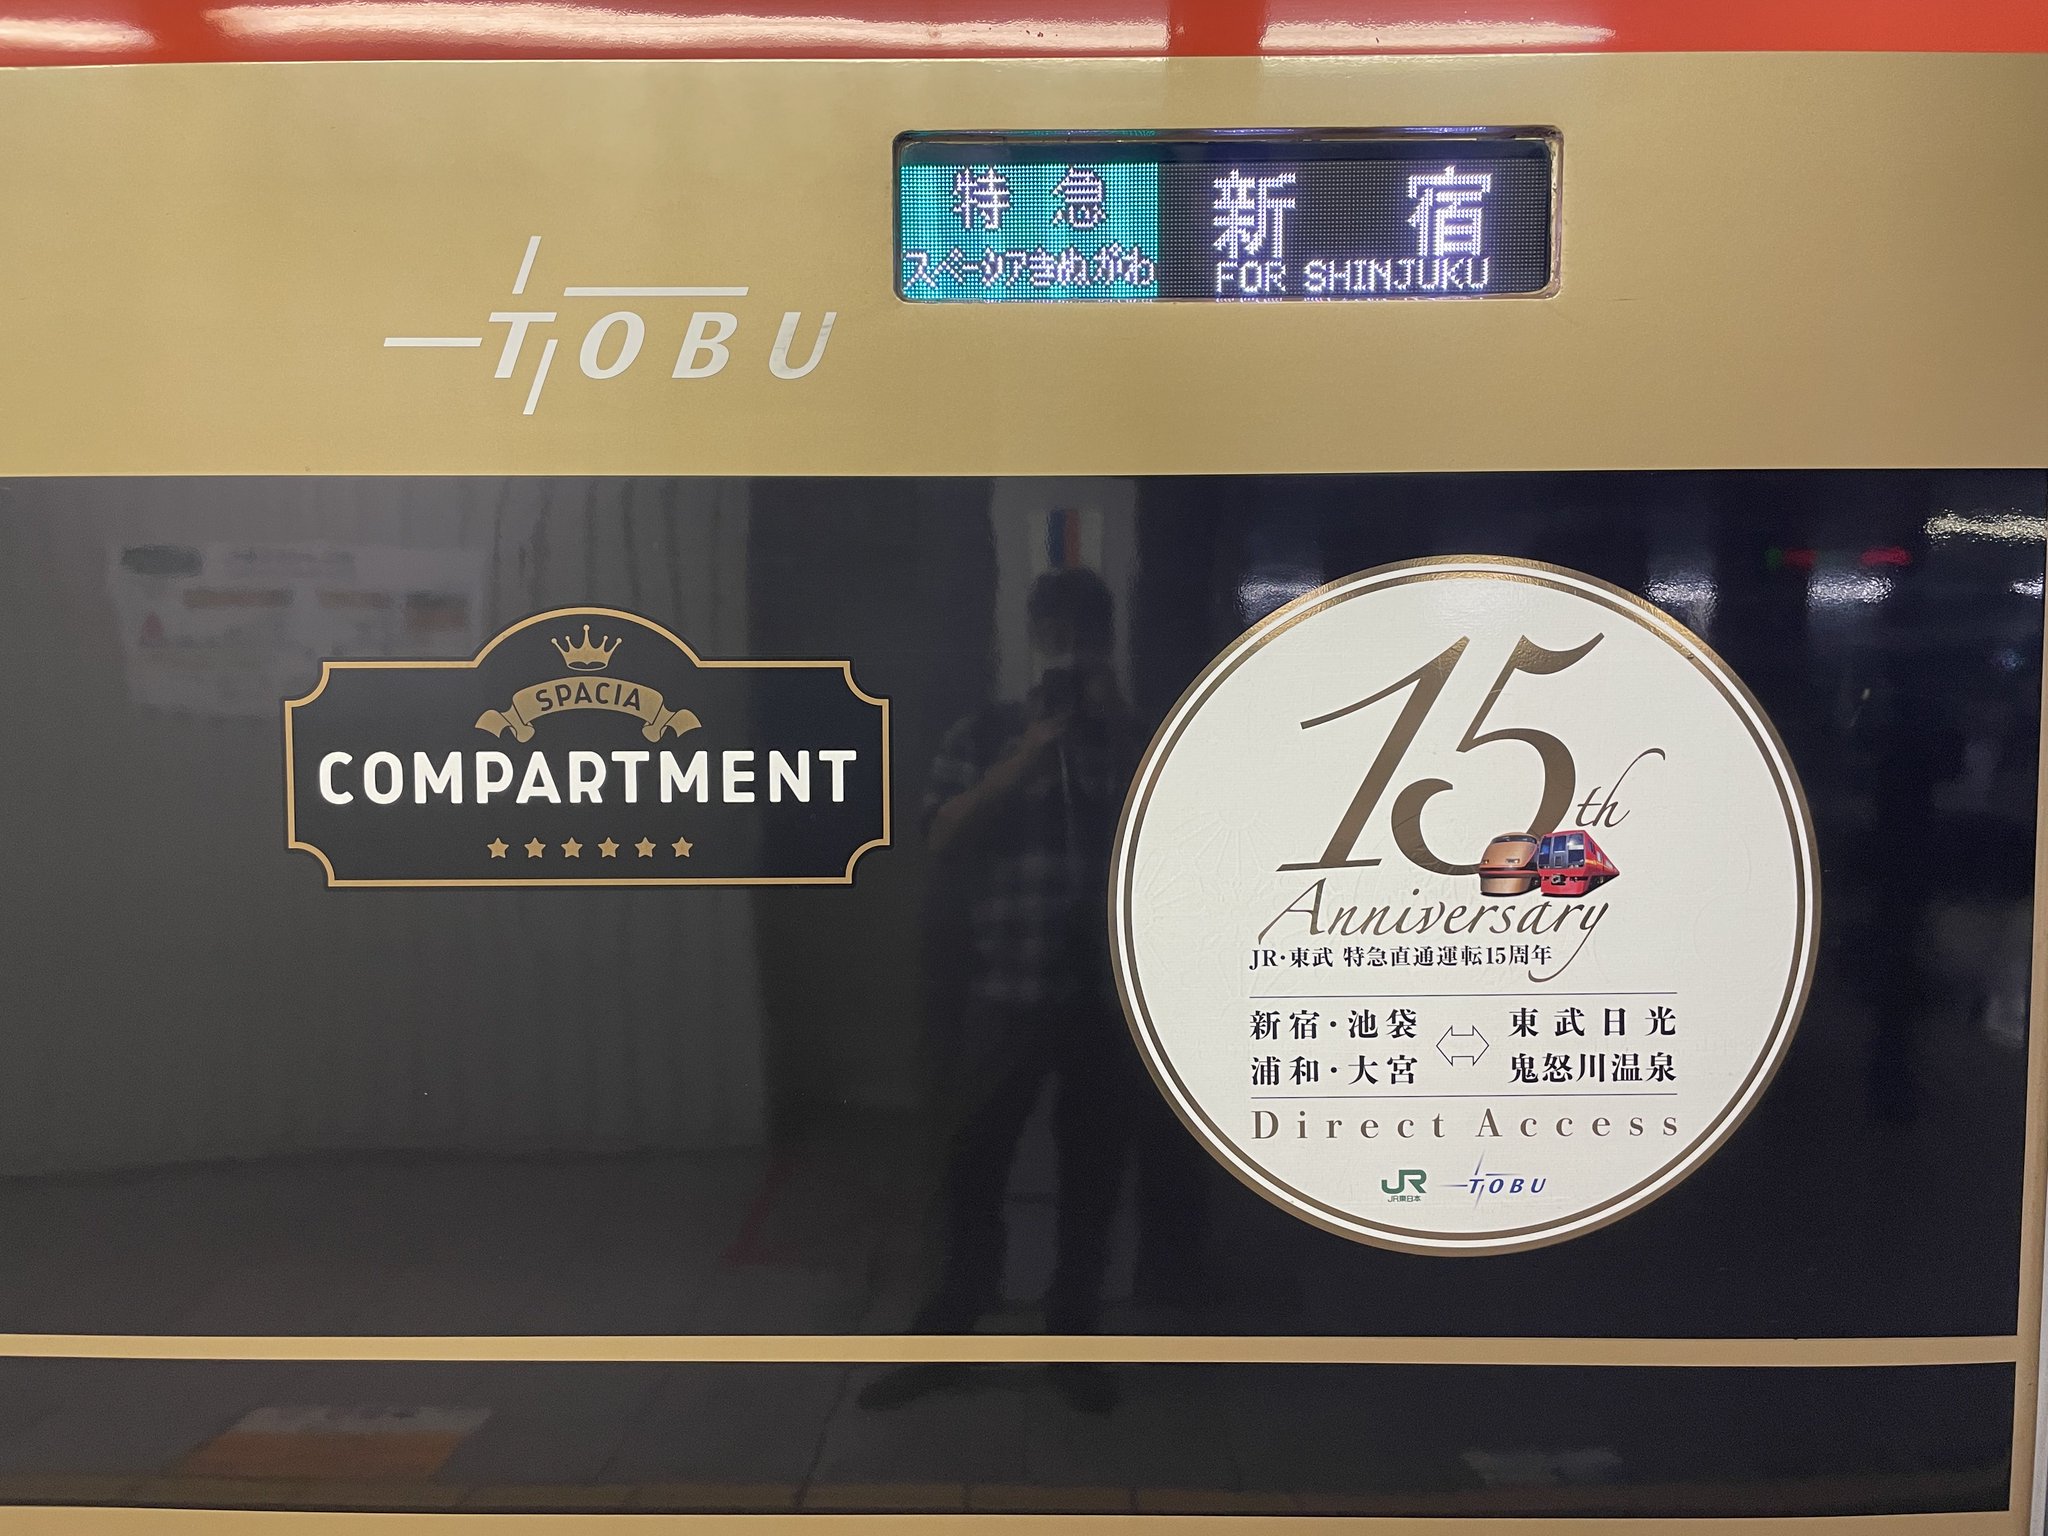 特急 新宿
スペーシアきぬがわ FOR SHINJUKU
TOBU
SPACIA
COMPARTMENT
15th
Anniversary
JR・東武 特急直通運転15周年
新宿・池袋 ⇔ 東武日光
浦和・大宮 鬼怒川温泉
Direct Access
JR TOBU
JR東日本